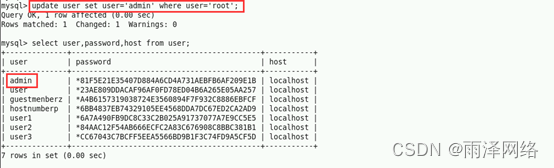 mysql> update user set user='admin' where user='root';
Query OK, 1 row affected (0.00 sec)
Rows matched: 1  Changed: 1  Warnings: 0
mysql> select user,password,host from user;
+--------------+-------------------------------------------+-----------+
| user         | password                                  | host      |
+--------------+-------------------------------------------+-----------+
| admin        | *81F5E21E35407D884A6CD4A731AEBFB6AF209E1B | localhost |
| user         | *23AE809DDACAF96AF0FD78ED04B6A265E05AA257 | localhost |
| guestmenberz | *A4B6157319038724E3560894F7F932C8886EBFCF | localhost |
| hostnumberp  | *6BB4837EB74329105EE4568DDA7DC67ED2CA2AD9 | localhost |
| user1        | *6A7A490FB9DC8C33C2B025A91737077A7E9CC5E5 | localhost |
| user2        | *84AAC12F54AB666ECFC2A83C676908C8BBC381B1 | localhost |
| user3        | *CC67043C7BCFF5EEA5566BD9B1F3C74FD9A5CF5D | localhost |
+--------------+-------------------------------------------+-----------+
7 rows in set (0.00 sec)
CSDN @雨泽网络